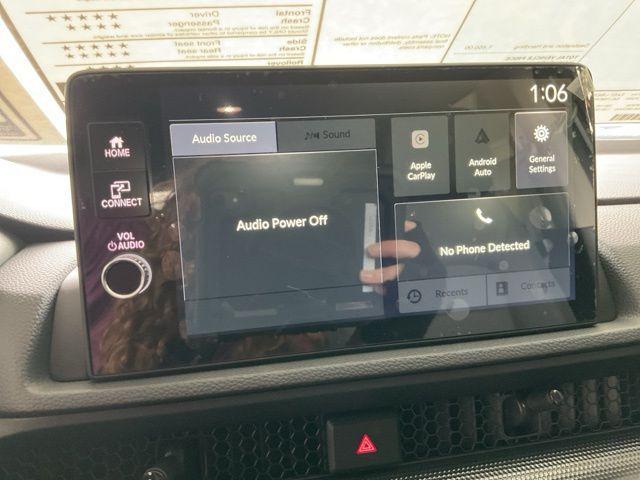 Frontal
Crash
Driver
Passenger
Side
Crash
Front seat
Rear seat
Rollover
1:06
HOME
CONNECT
VOL
AUDIO
Audio Source
Sound
Apple
CarPlay
Android
Auto
General
Settings
Audio Power Off
No Phone Detected
Recents
Contacts